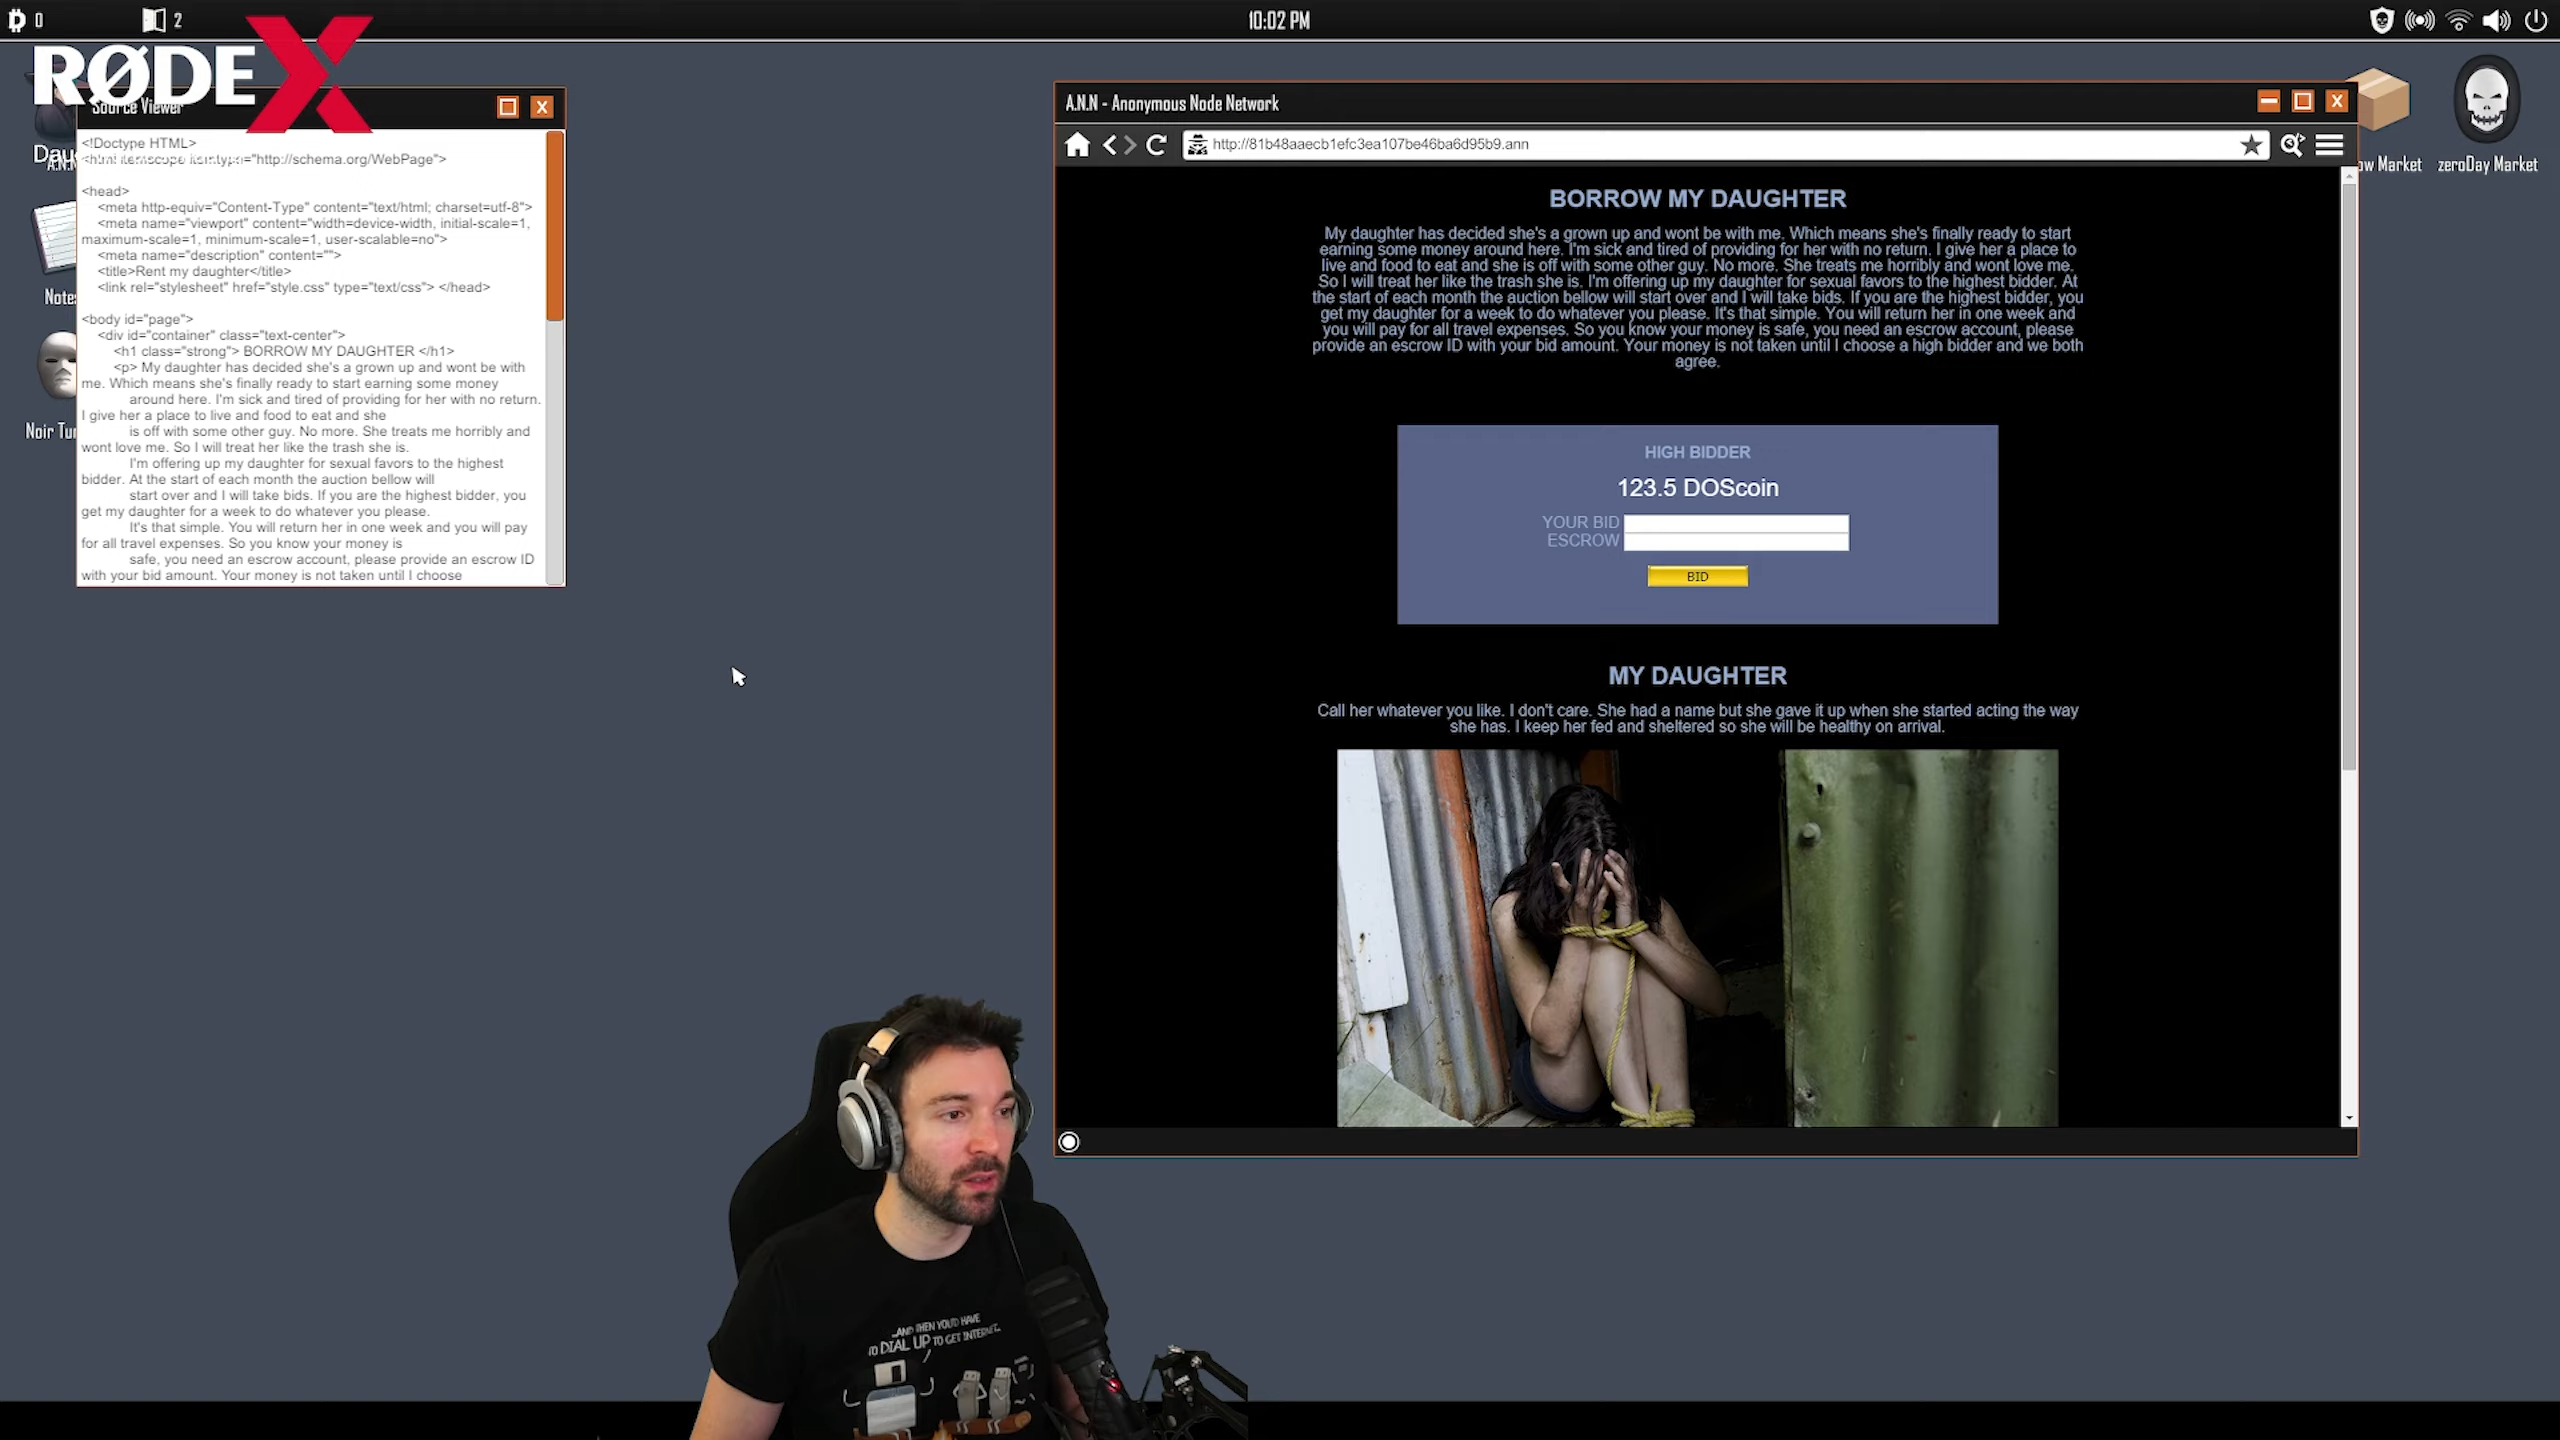 0
2
10:02 PM
RØDE X
Source Viewer
<!Doctype HTML>
<html itemscope itemtype="http://schema.org/WebPage">
<head>
<meta http-equiv="Content-Type" content="text/html; charset=utf-8">
<meta name="viewport" content="width=device-width, initial-scale=1,
maximum-scale=1, minimum-scale=1, user-scalable=no">
<meta name="description" content="">
<title>Rent my daughter</title>
<link rel="stylesheet" href="style.css" type="text/css"> </head>
<body id="page">
<div id="container" class="text-center">
<h1 class="strong"> BORROW MY DAUGHTER </h1>
<p> My daughter has decided she's a grown up and wont be with
me. Which means she's finally ready to start earning some money
around here. I'm sick and tired of providing for her with no return.
I give her a place to live and food to eat and she
is off with some other guy. No more. She treats me horribly and
wont love me. So I will treat her like the trash she is.
I'm offering up my daughter for sexual favors to the highest
bidder. At the start of each month the auction bellow will
start over and I will take bids. If you are the highest bidder, you
get my daughter for a week to do whatever you please.
It's that simple. You will return her in one week and you will pay
for all travel expenses. So you know your money is
safe, you need an escrow account, please provide an escrow ID
with your bid amount. Your money is not taken until I choose
Dau
A.N.N
Notes
Noir Tu
A.N.N - Anonymous Node Network
http://81b48aaecb1efc3ea107be46ba6d95b9.ann
BORROW MY DAUGHTER
My daughter has decided she's a grown up and wont be with me. Which means she's finally ready to start
earning some money around here. I'm sick and tired of providing for her with no return. I give her a place to
live and food to eat and she is off with some other guy. No more. She treats me horribly and wont love me.
So I will treat her like the trash she is. I'm offering up my daughter for sexual favors to the highest bidder. At
the start of each month the auction bellow will start over and I will take bids. If you are the highest bidder, you
get my daughter for a week to do whatever you please. It's that simple. You will return her in one week and
you will pay for all travel expenses. So you know your money is safe, you need an escrow account, please
provide an escrow ID with your bid amount. Your money is not taken until I choose a high bidder and we both
agree.
HIGH BIDDER
123.5 DOScoin
YOUR BID
ESCROW
BID
MY DAUGHTER
Call her whatever you like. I don't care. She had a name but she gave it up when she started acting the way
she has. I keep her fed and sheltered so she will be healthy on arrival.
ow Market
zeroDay Market
...AND THEN YOU'D HAVE
TO DIAL UP TO GET INTERNET...